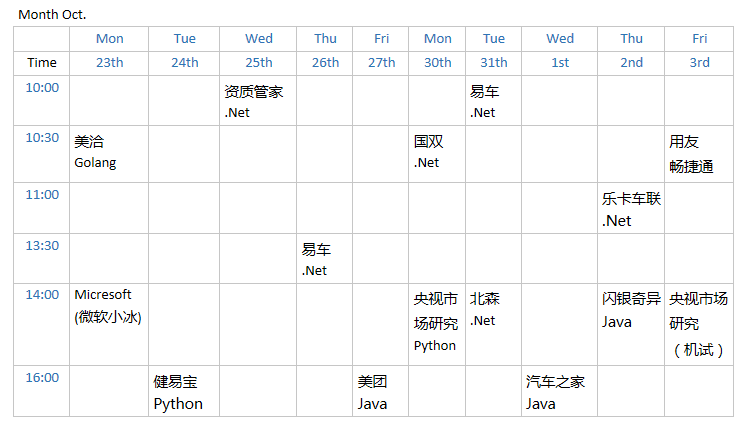 Month Oct.
Mon Tue Wed Thu Fri Mon Tue Wed Thu Fri
Time 23th 24th 25th 26th 27th 30th 31th 1st 2nd 3rd
10:00 资质管家 易车
.Net .Net
10:30 美洽 国双 用友
Golang .Net 畅捷通
11:00 乐卡车联
.Net
13:30 易车
.Net
14:00 Micresoft 央视市 北森 闪银奇异 央视市场
(微软小冰) 场研究 .Net Java 研究
Python （机试）
16:00 健易宝 美团 汽车之家
Python Java Java